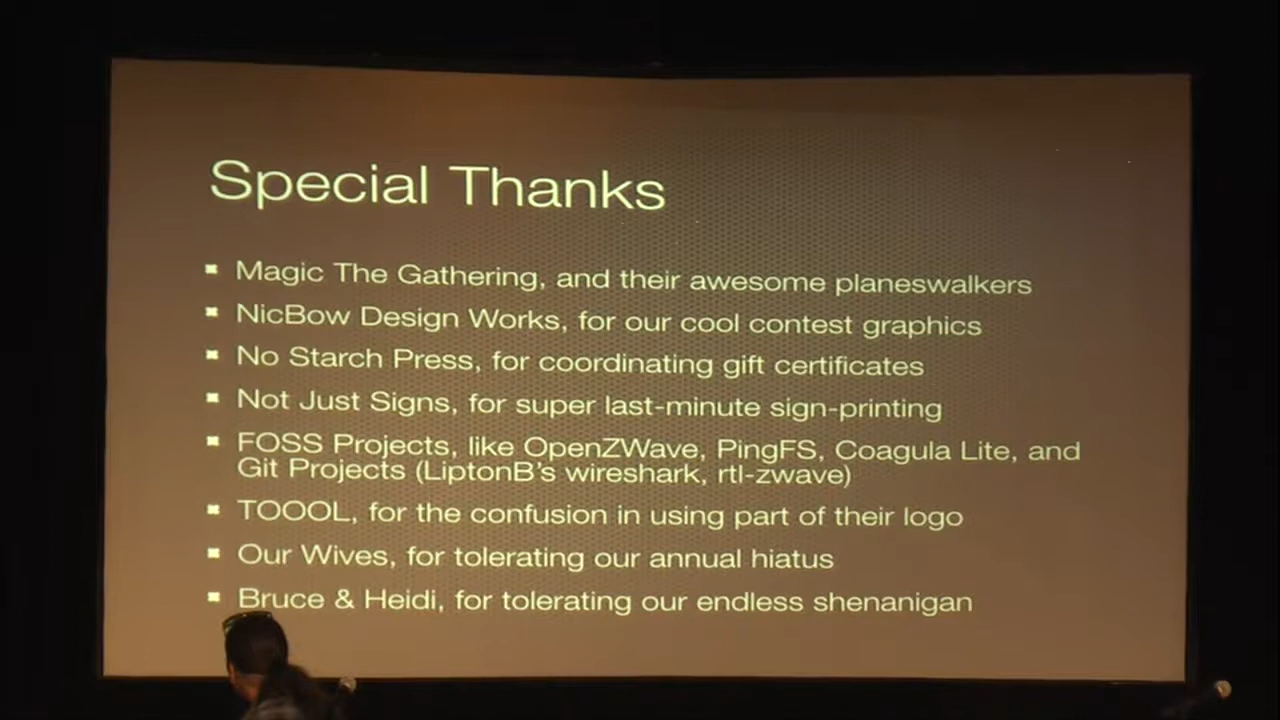 Special Thanks
Magic The Gathering, and their awesome planeswalkers
NicBow Design Works, for our cool contest graphics
No Starch Press, for coordinating gift certificates
Not Just Signs, for super last-minute sign-printing
FOSS Projects, like OpenZWave, PingFS, Coagula Lite, and
Git Projects (LiptonB's wireshark, rtl-zwave)
TOOOL, for the confusion in using part of their logo
Our Wives, for tolerating our annual hiatus
Bruce & Heidi, for tolerating our endless shenanigan